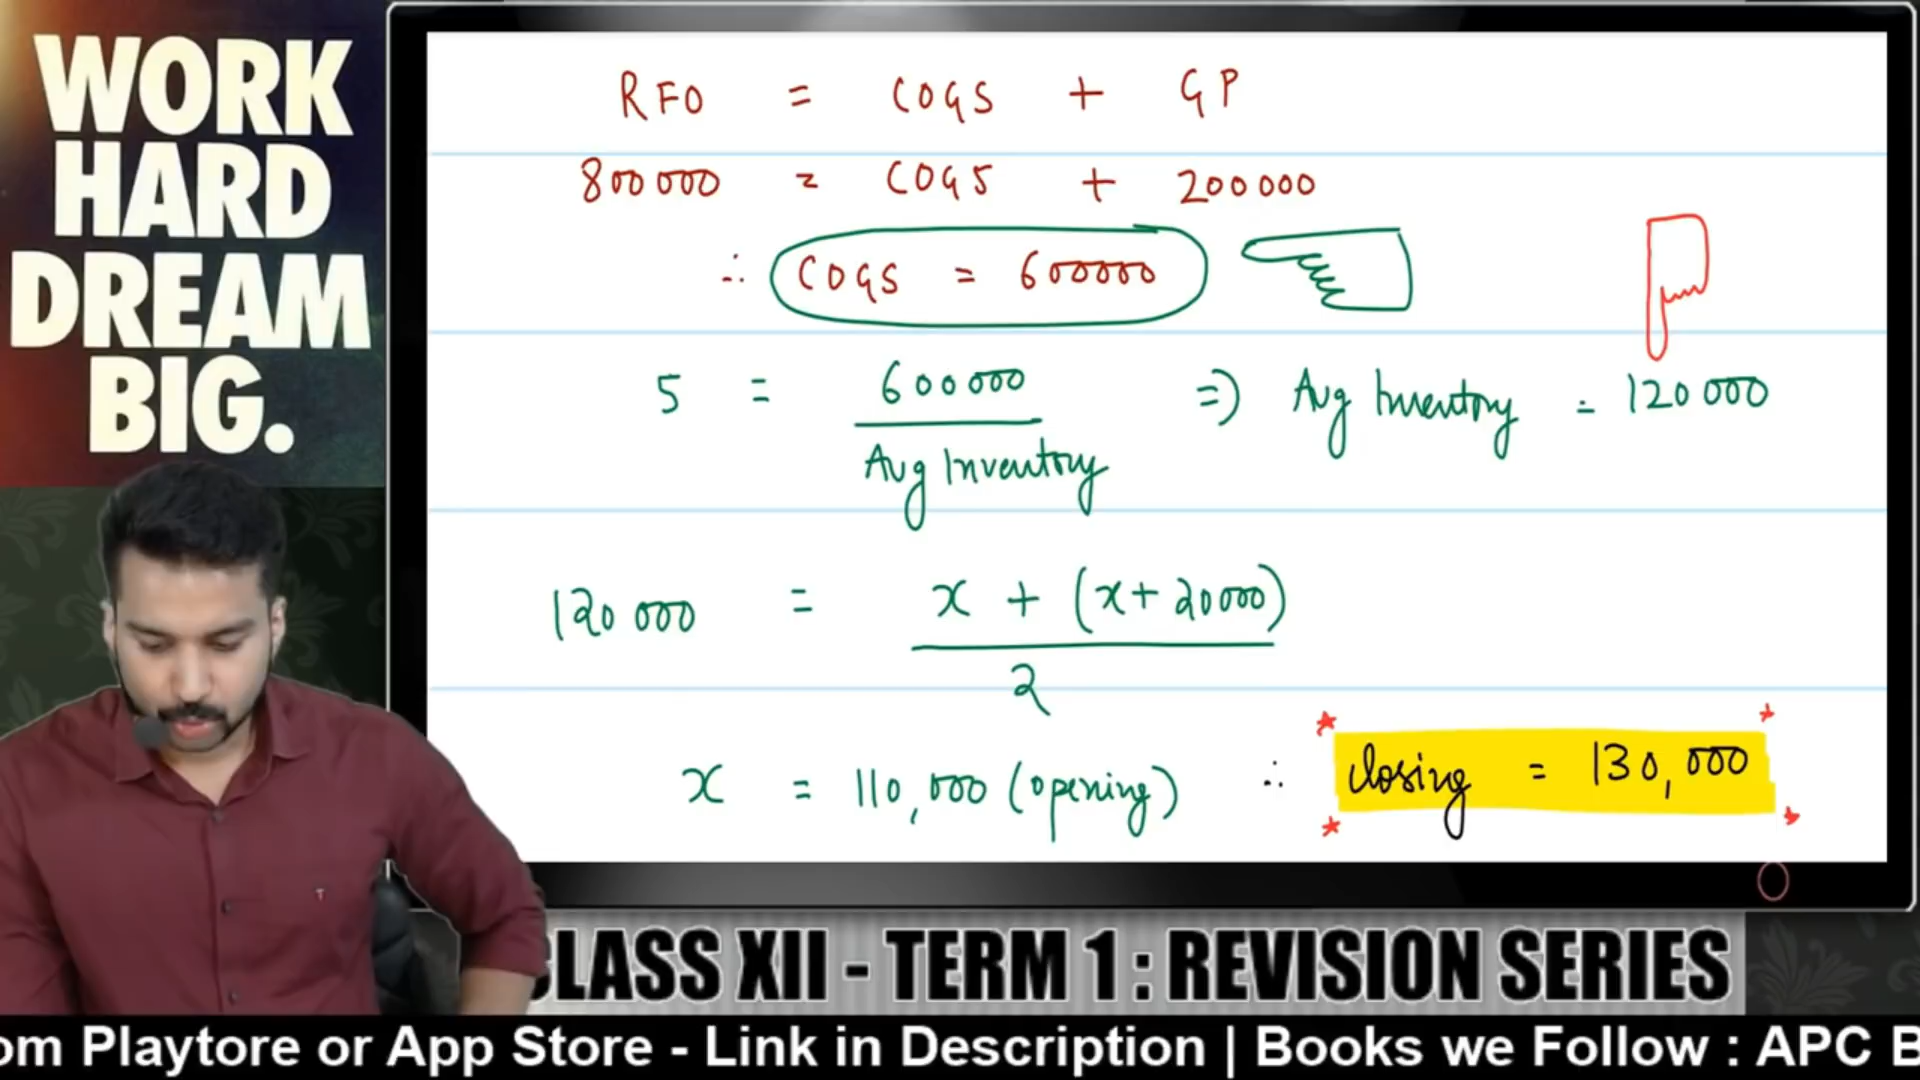 WORK
HARD
DREAM
BIG.
RFO = COGS + GP
800000 = COGS + 200000
∴ COGS = 600000
5 = 600000 / Avg Inventory ⇒ Avg Inventory = 120000
120000 = x + (x + 20000) / 2
x = 110,000 (opening) ∴ closing = 130,000
CLASS XII - TERM 1 : REVISION SERIES
om Playtore or App Store - Link in Description | Books we Follow : APC B